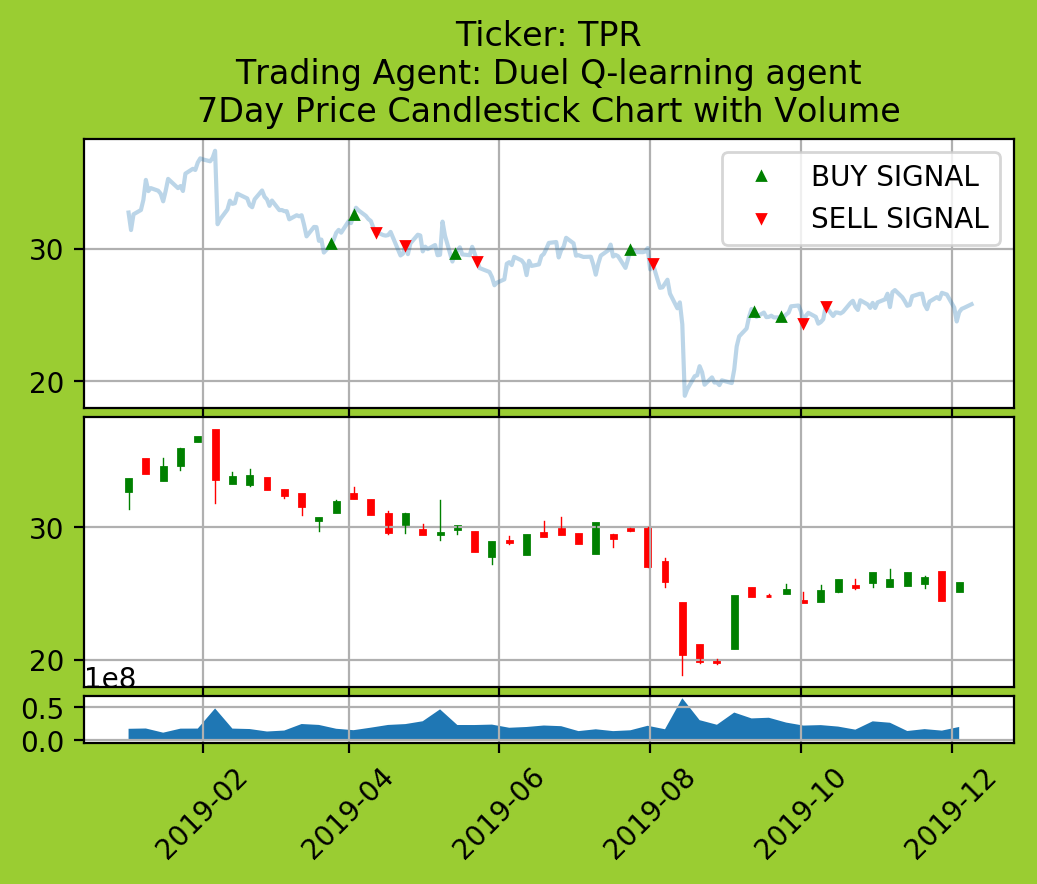 Ticker: TPR
Trading Agent: Duel Q-learning agent
7Day Price Candlestick Chart with Volume
BUY SIGNAL
SELL SIGNAL
30
20
30
20
1e8
0.5
0.0
2019-02
2019-04
2019-06
2019-08
2019-10
2019-12